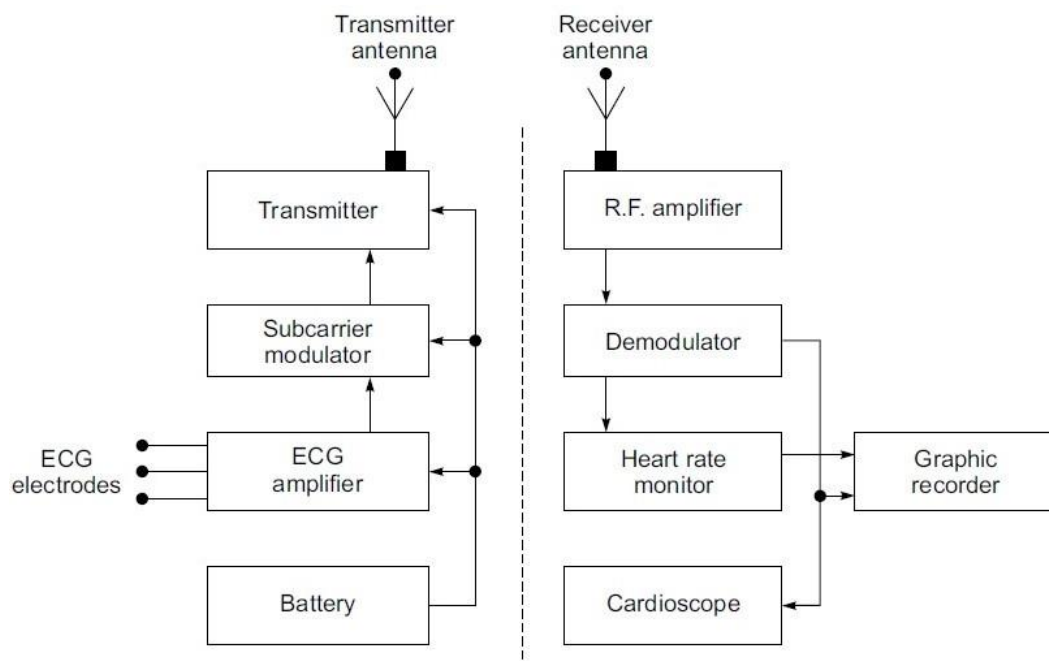 Transmitter
antenna
Receiver
antenna
Transmitter
R.F. amplifier
Subcarrier
modulator
Demodulator
ECG
electrodes
ECG
amplifier
Heart rate
monitor
Graphic
recorder
Battery
Cardioscope